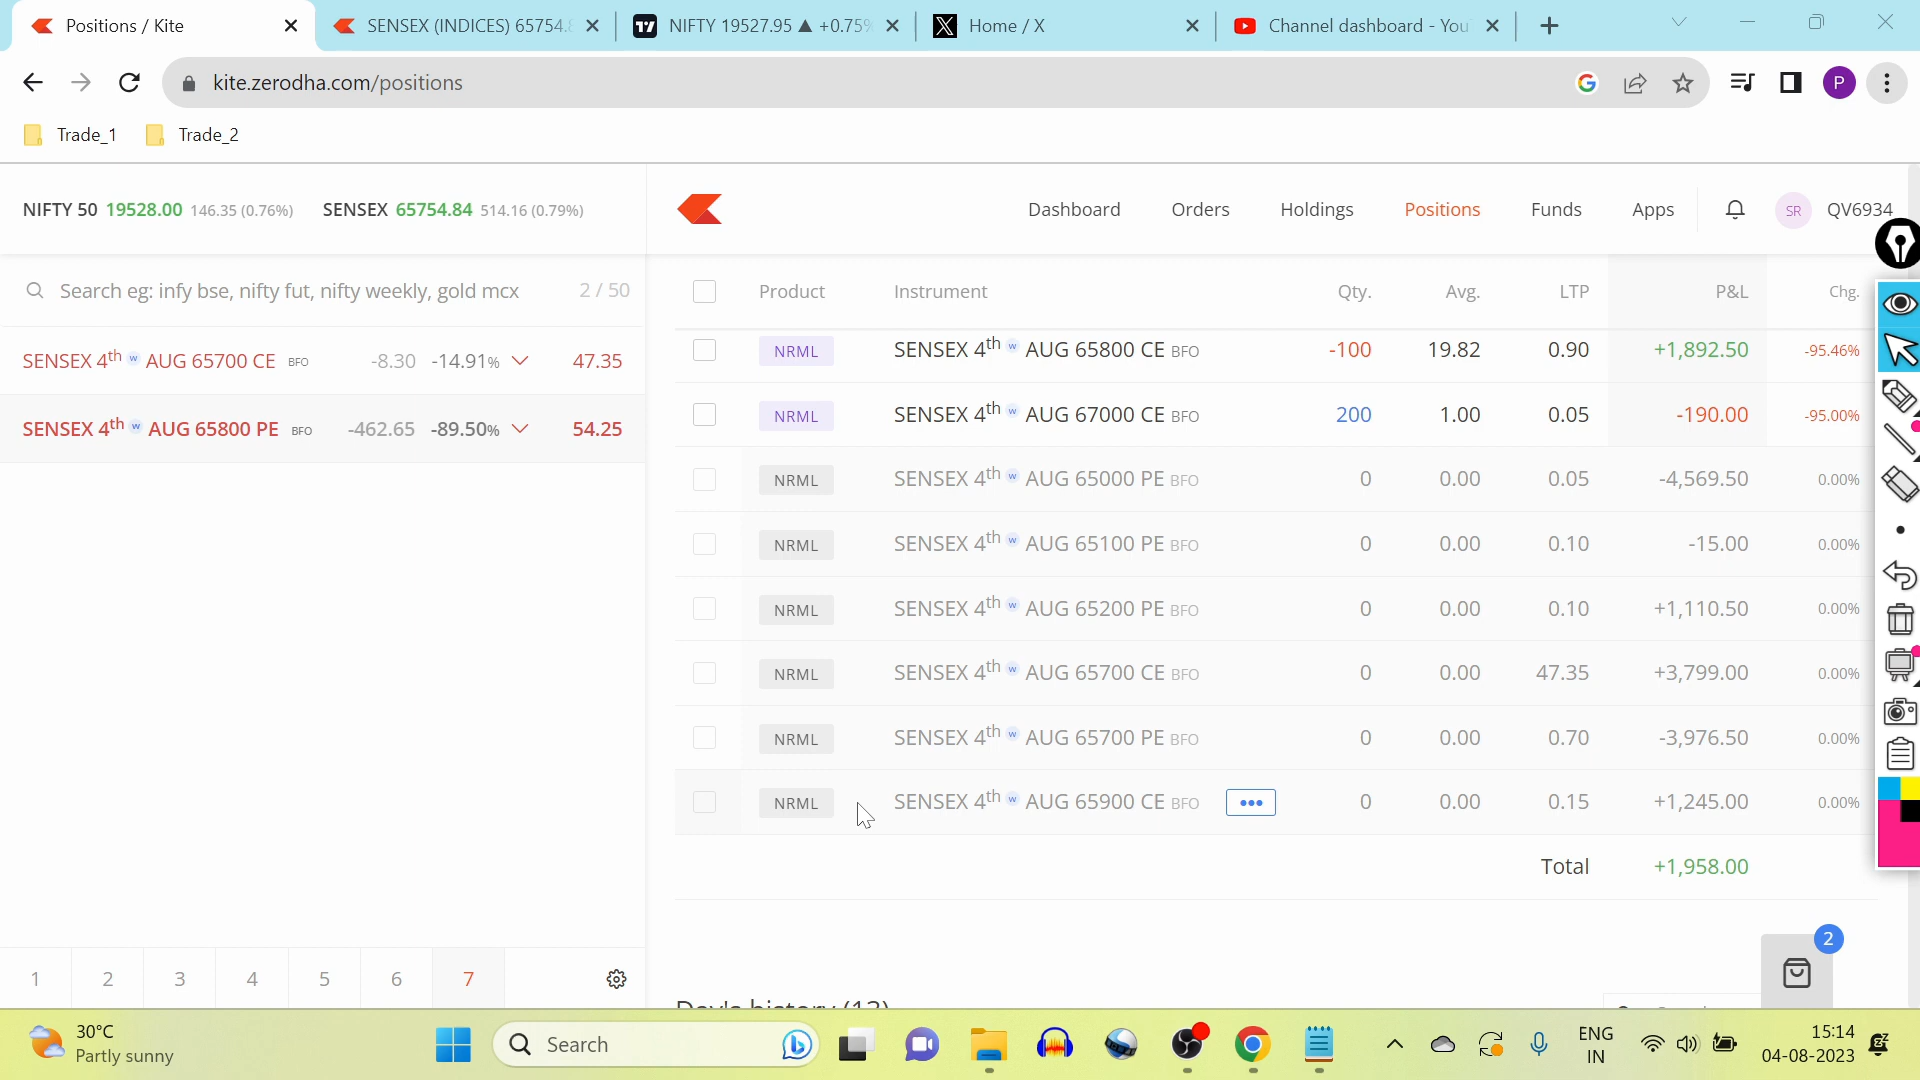 Positions / Kite
SENSEX (INDICES) 65754.8
NIFTY 19527.95 ▲ +0.75%
Home / X
Channel dashboard - You
kite.zerodha.com/positions
P
Trade_1
Trade_2
NIFTY 50 19528.00 146.35 (0.76%) SENSEX 65754.84 514.16 (0.79%)
Dashboard Orders Holdings Positions Funds Apps SR QV6934
Search eg: infy bse, nifty fut, nifty weekly, gold mcx 2 / 50
SENSEX 4th w AUG 65700 CE BFO -8.30 -14.91% 47.35
SENSEX 4th w AUG 65800 PE BFO -462.65 -89.50% 54.25
Product Instrument Qty. Avg. LTP P&L Chg.
NRML SENSEX 4th w AUG 65800 CE BFO -100 19.82 0.90 +1,892.50 -95.46%
NRML SENSEX 4th w AUG 67000 CE BFO 200 1.00 0.05 -190.00 -95.00%
NRML SENSEX 4th w AUG 65000 PE BFO 0 0.00 0.05 -4,569.50 0.00%
NRML SENSEX 4th w AUG 65100 PE BFO 0 0.00 0.10 -15.00 0.00%
NRML SENSEX 4th w AUG 65200 PE BFO 0 0.00 0.10 +1,110.50 0.00%
NRML SENSEX 4th w AUG 65700 CE BFO 0 0.00 47.35 +3,799.00 0.00%
NRML SENSEX 4th w AUG 65700 PE BFO 0 0.00 0.70 -3,976.50 0.00%
NRML SENSEX 4th w AUG 65900 CE BFO ••• 0 0.00 0.15 +1,245.00 0.00%
Total +1,958.00
2
1 2 3 4 5 6 7
Day's history (13)
30°C
Partly sunny
Search
ENG
IN
15:14
04-08-2023